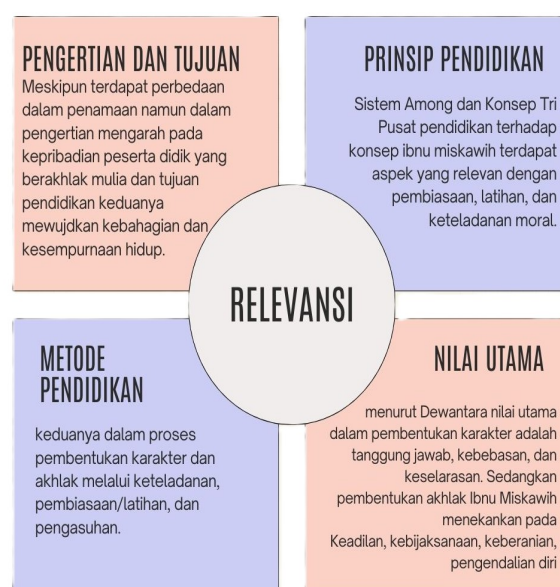 PENGERTIAN DAN TUJUAN
Meskipun terdapat perbedaan
dalam penamaan namun dalam
pengertian mengarah pada
kepribadian peserta didik yang
berakhlak mulia dan tujuan
pendidikan keduanya
mewujdkan kebahagian dan
kesempurnaan hidup.
PRINSIP PENDIDIKAN
Sistem Among dan Konsep Tri
Pusat pendidikan terhadap
konsep ibnu miskawih terdapat
aspek yang relevan dengan
pembiasaan, latihan, dan
keteladanan moral.
RELEVANSI
METODE
PENDIDIKAN
keduanya dalam proses
pembentukan karakter dan
akhlak melalui keteladanan,
pembiasaan/latihan, dan
pengasuhan.
NILAI UTAMA
menurut Dewantara nilai utama
dalam pembentukan karakter adalah
tanggung jawab, kebebasan, dan
keselarasan. Sedangkan
pembentukan akhlak Ibnu Miskawih
menekankan pada
Keadilan, kebijaksanaan, keberanian,
pengendalian diri